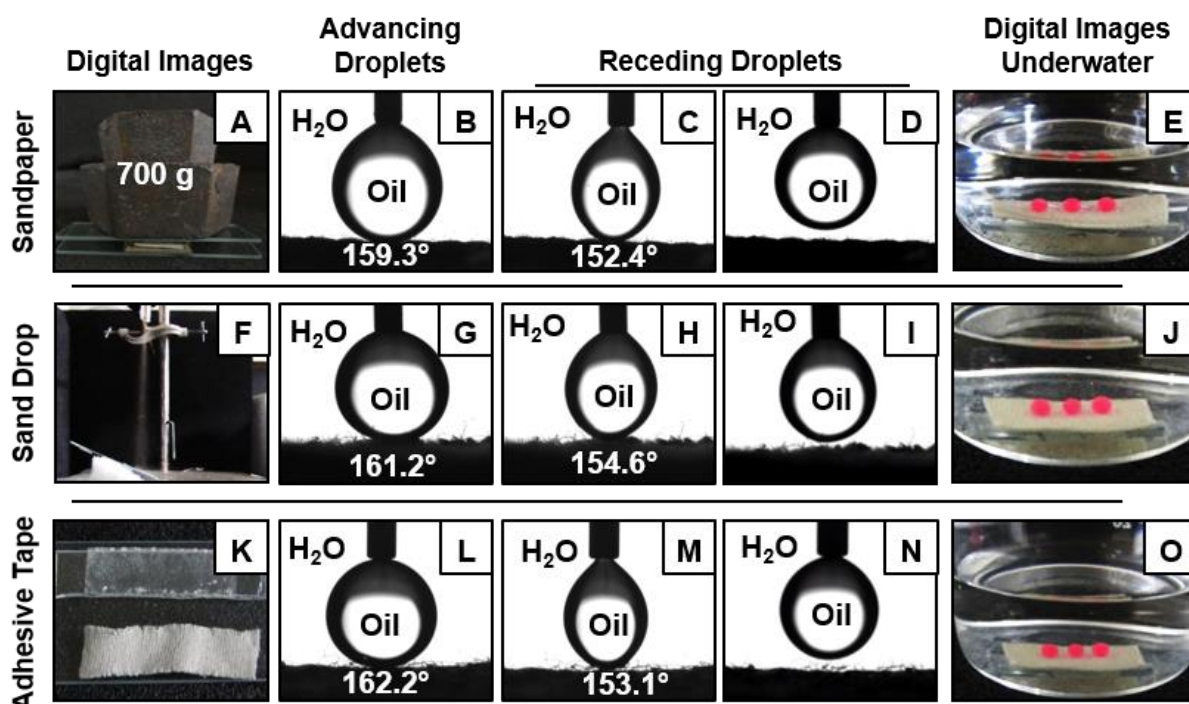 Digital Images
Advancing
Droplets
Receding Droplets
Digital Images
Underwater
Sandpaper
A
700 g
H₂O
B
Oil
159.3°
H₂O
C
Oil
152.4°
H₂O
D
Oil
E
Sand Drop
F
H₂O
G
Oil
161.2°
H₂O
H
Oil
154.6°
H₂O
I
Oil
J
Adhesive Tape
K
H₂O
L
Oil
162.2°
H₂O
M
Oil
153.1°
H₂O
N
Oil
O